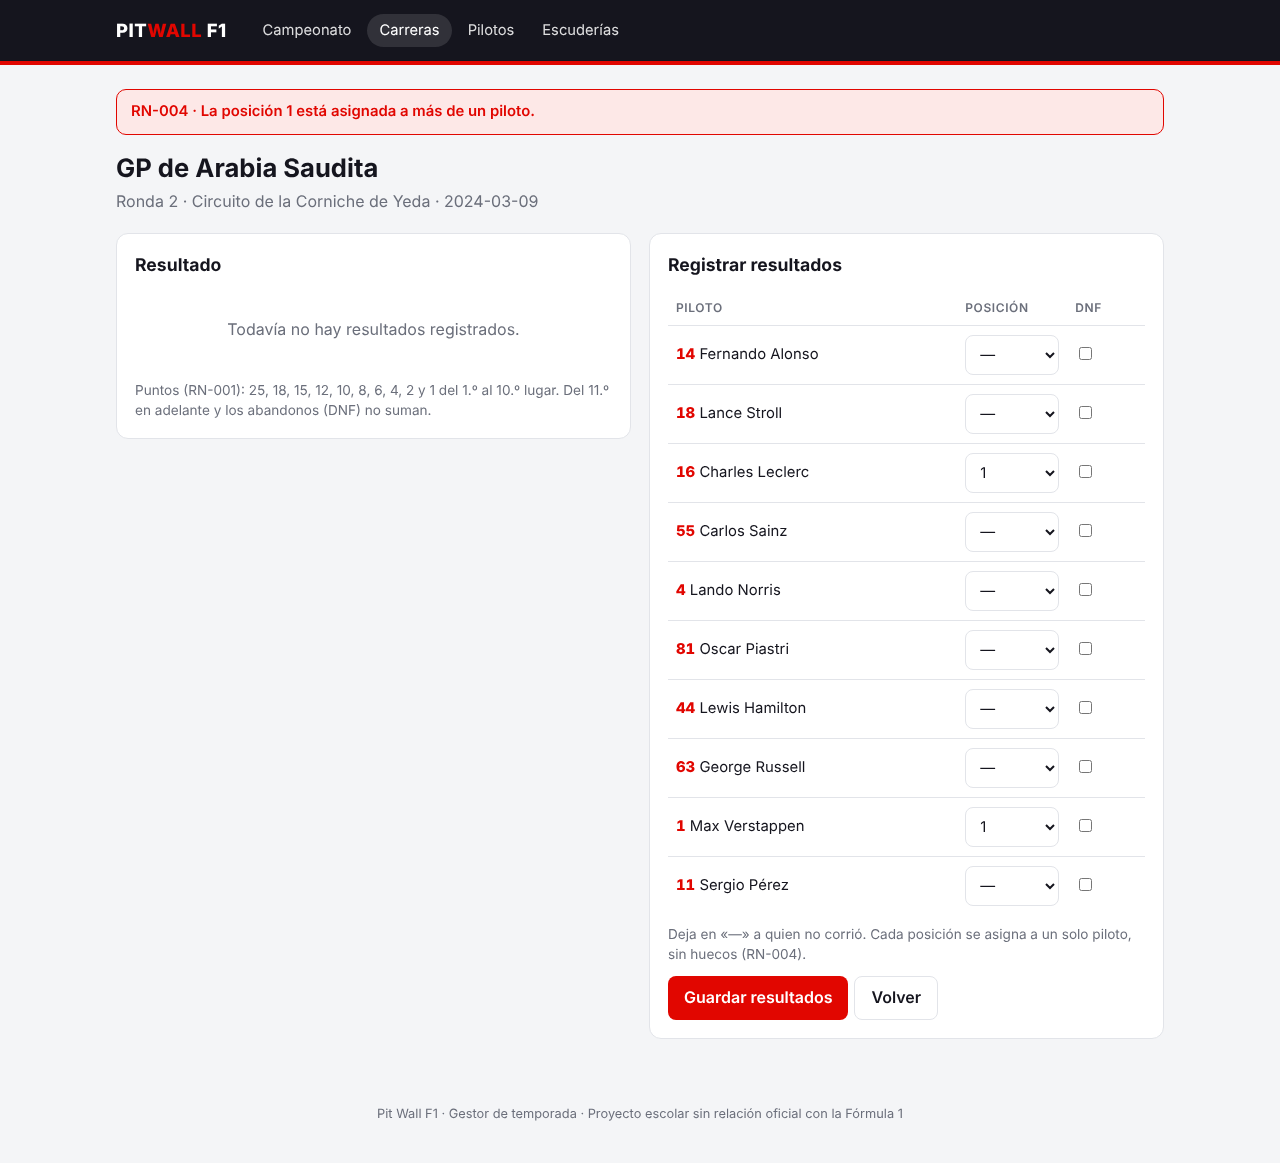 PITWALL F1 Campeonato Carreras Pilotos Escuderías
RN-004 · La posición 1 está asignada a más de un piloto.
GP de Arabia Saudita
Ronda 2 · Circuito de la Corniche de Yeda · 2024-03-09
Resultado
Todavía no hay resultados registrados.
Puntos (RN-001): 25, 18, 15, 12, 10, 8, 6, 4, 2 y 1 del 1.º al 10.º lugar. Del 11.º
en adelante y los abandonos (DNF) no suman.
Registrar resultados
PILOTO POSICIÓN DNF
14 Fernando Alonso —
18 Lance Stroll —
16 Charles Leclerc 1
55 Carlos Sainz —
4 Lando Norris —
81 Oscar Piastri —
44 Lewis Hamilton —
63 George Russell —
1 Max Verstappen 1
11 Sergio Pérez —
Deja en «—» a quien no corrió. Cada posición se asigna a un solo piloto,
sin huecos (RN-004).
Guardar resultados Volver
Pit Wall F1 · Gestor de temporada · Proyecto escolar sin relación oficial con la Fórmula 1